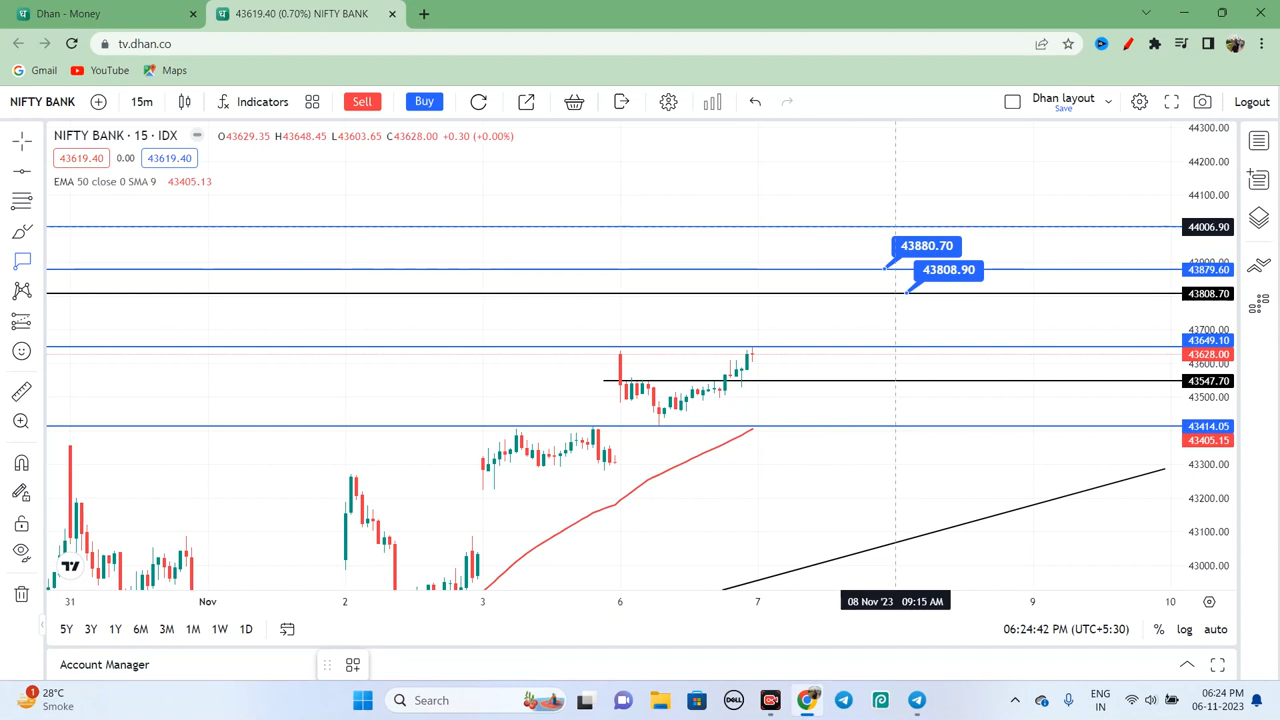 Dhan - Money
43619.40 (0.70%) NIFTY BANK
tv.dhan.co
Gmail
YouTube
Maps
NIFTY BANK
15m
Indicators
Sell
Buy
Dhan layout
Save
Logout
NIFTY BANK · 15 · IDX
O43629.35 H43648.45 L43603.65 C43628.00 +0.30 (+0.00%)
43619.40
0.00
43619.40
EMA 50 close 0 SMA 9 43405.13
44300.00
44200.00
44100.00
44006.90
43880.70
43879.60
43808.90
43808.70
43700.00
43649.10
43628.00
43600.00
43547.70
43500.00
43414.05
43405.15
43300.00
43200.00
43100.00
43000.00
31
Nov
2
3
6
7
08 Nov '23 09:15 AM
9
10
5Y
3Y
1Y
6M
3M
1M
1W
1D
06:24:42 PM (UTC+5:30)
%
log
auto
Account Manager
1
28°C
Smoke
Search
DELL
ENG
IN
06:24 PM
06-11-2023